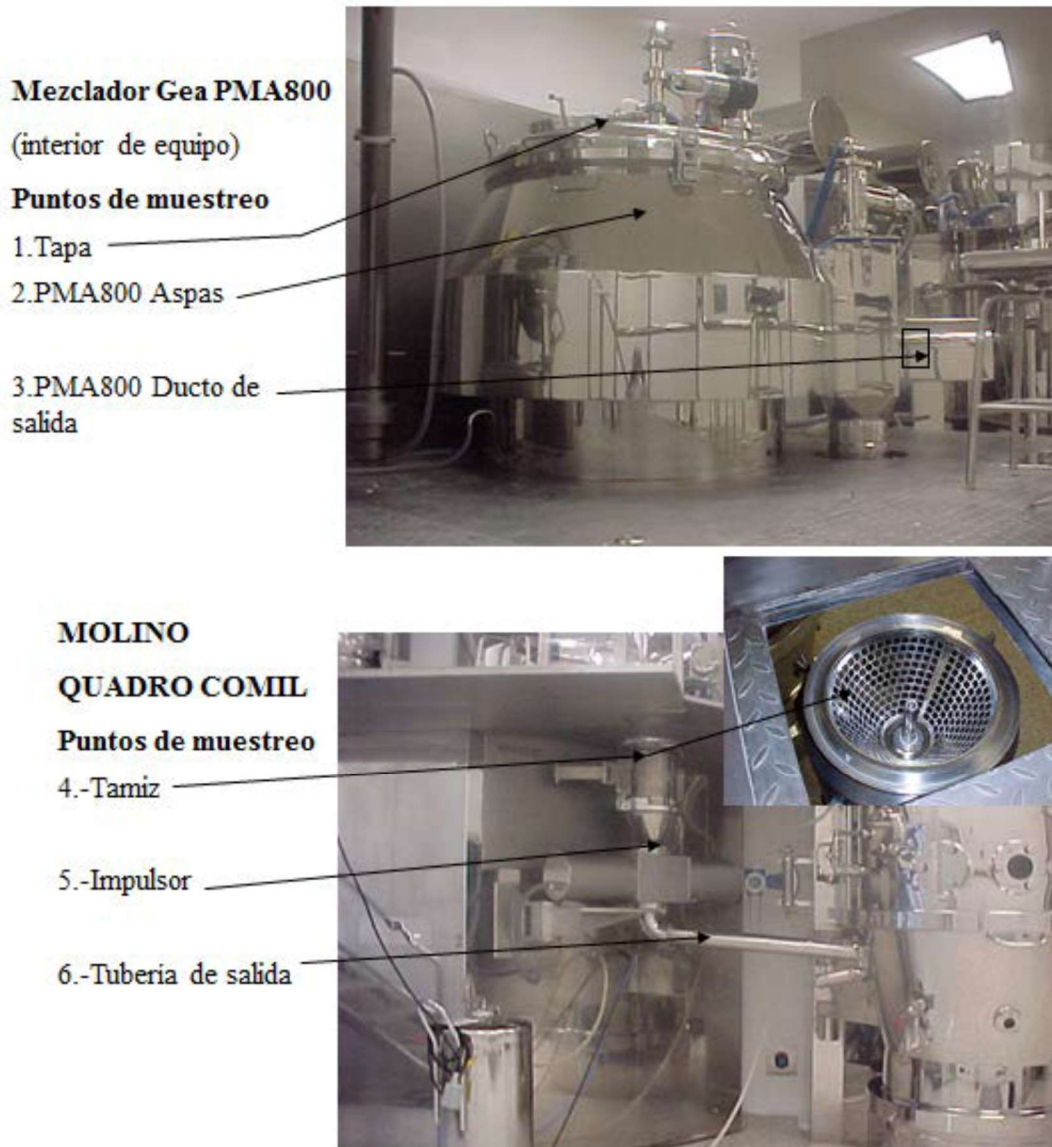 Mezclador Gea PMA800
(interior de equipo)
Puntos de muestreo
1.Tapa
2.PMA800 Aspas
3.PMA800 Ducto de
salida
MOLINO
QUADRO COMIL
Puntos de muestreo
4.-Tamiz
5.-Impulsor
6.-Tuberia de salida